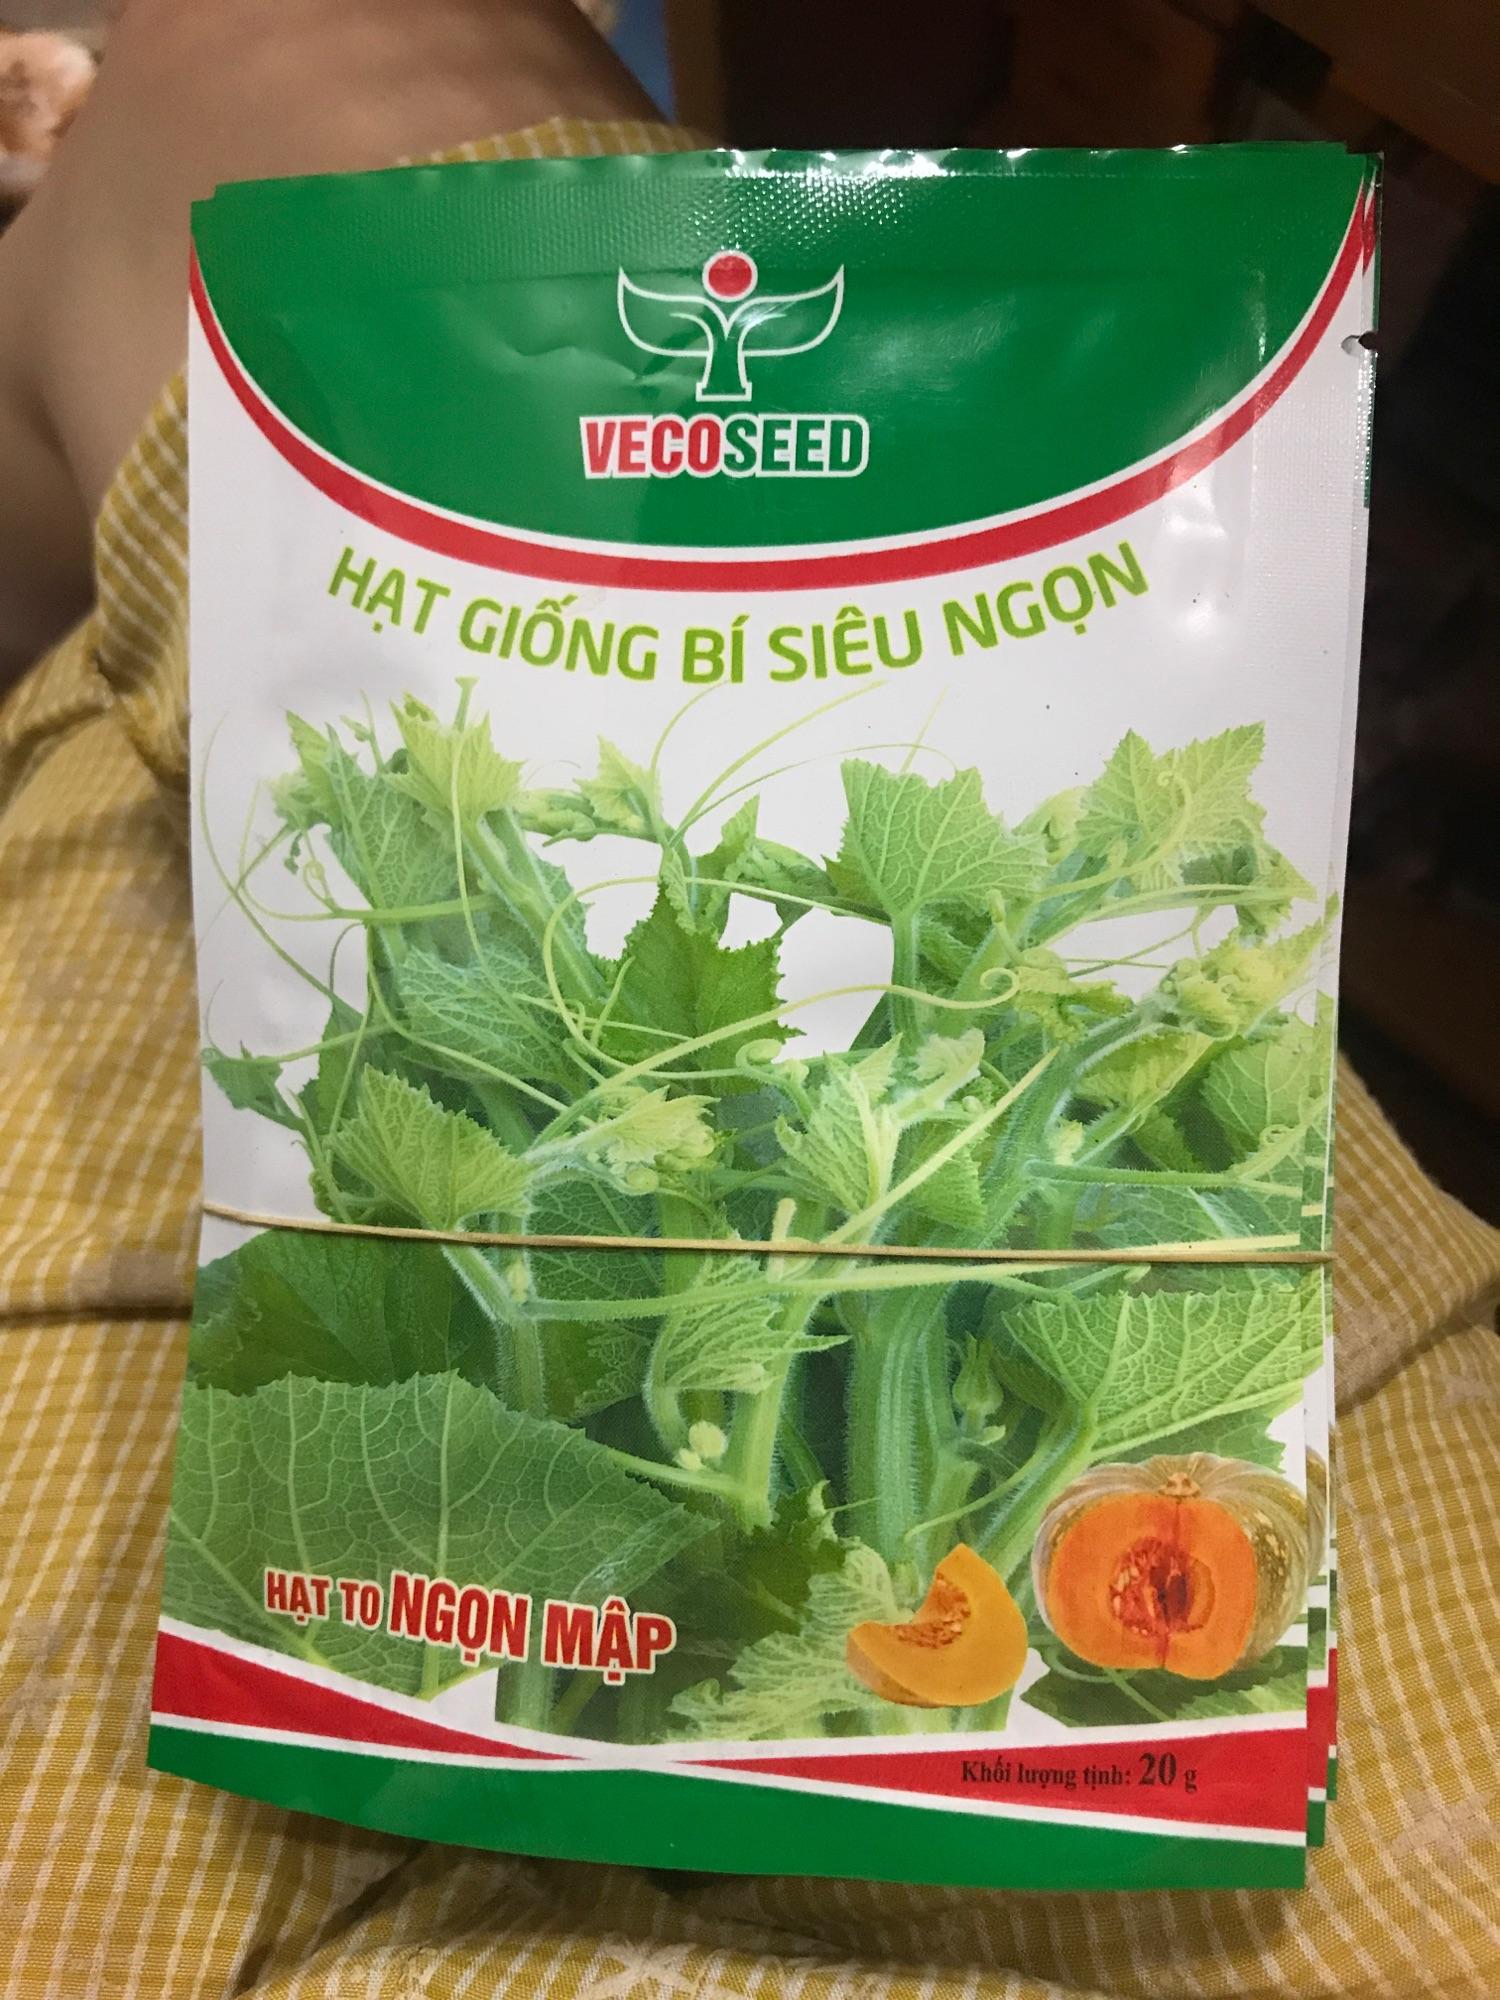 VECOSEED
HẠT GIỐNG BÍ SIÊU NGỌN
HẠT TO NGỌN MẬP
Khối lượng tịnh: 20 g